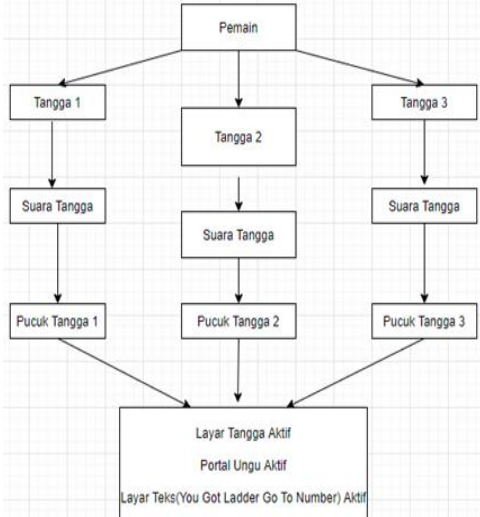 Pemain
Tangga 1
Tangga 2
Tangga 3
Suara Tangga
Suara Tangga
Suara Tangga
Pucuk Tangga 1
Pucuk Tangga 2
Pucuk Tangga 3
Layar Tangga Aktif
Portal Ungu Aktif
Layar Teks(You Got Ladder Go To Number) Aktif